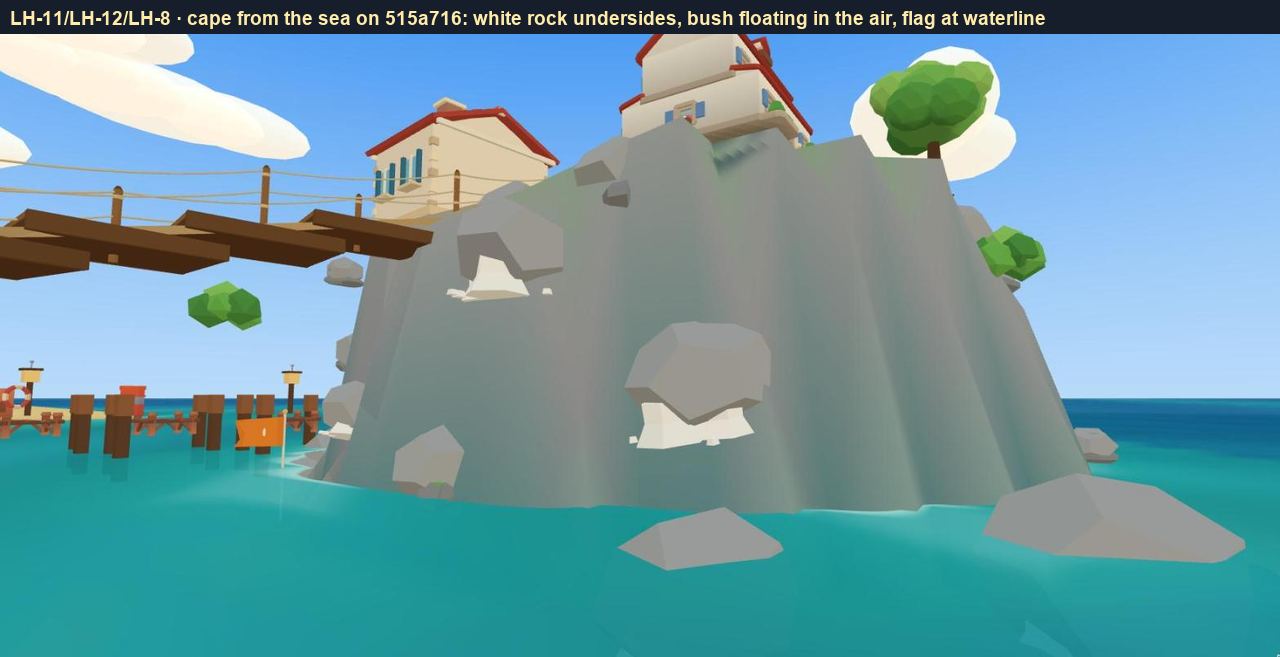 LH-11/LH-12/LH-8 · cape from the sea on 515a716: white rock undersides, bush floating in the air, flag at waterline